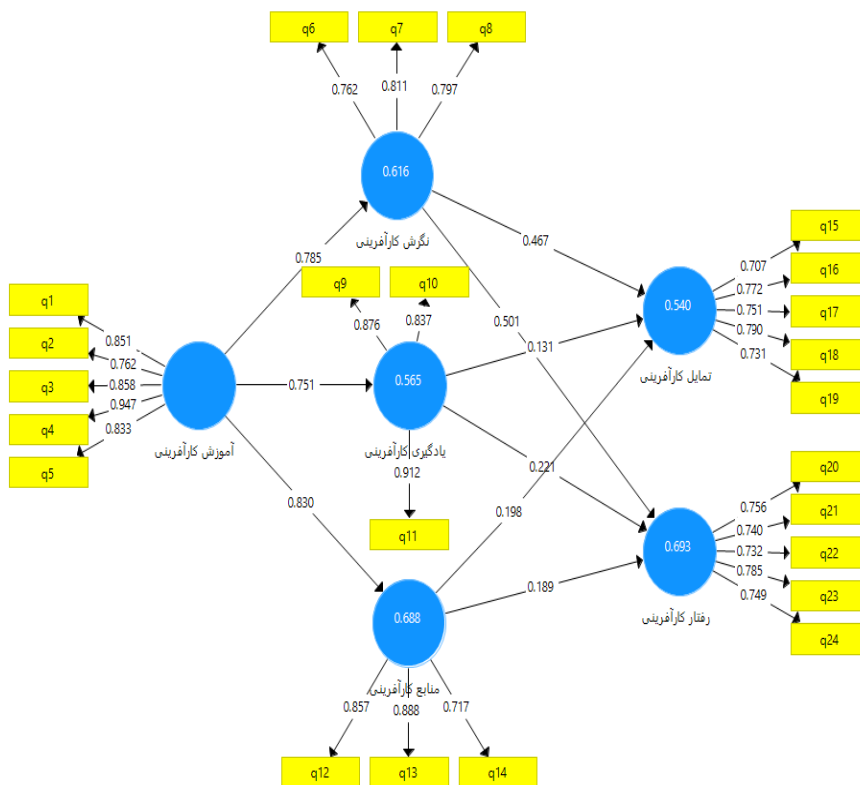 q6
q7
q8
0.762
0.811
0.797
0.616
نگرش کارآفرینی
0.785
0.467
0.501
q9
q10
0.876
0.837
q1
q2
q3
q4
q5
0.851
0.762
0.858
0.947
0.833
آموزش کارآفرینی
0.751
0.565
یادگیری کارآفرینی
0.131
0.221
0.912
q11
0.830
0.198
0.540
تمایل کارآفرینی
0.707
0.772
0.751
0.790
0.731
q15
q16
q17
q18
q19
0.688
منابع کارآفرینی
0.189
0.693
رفتار کارآفرینی
0.756
0.740
0.732
0.785
0.749
q20
q21
q22
q23
q24
0.857
0.888
0.717
q12
q13
q14